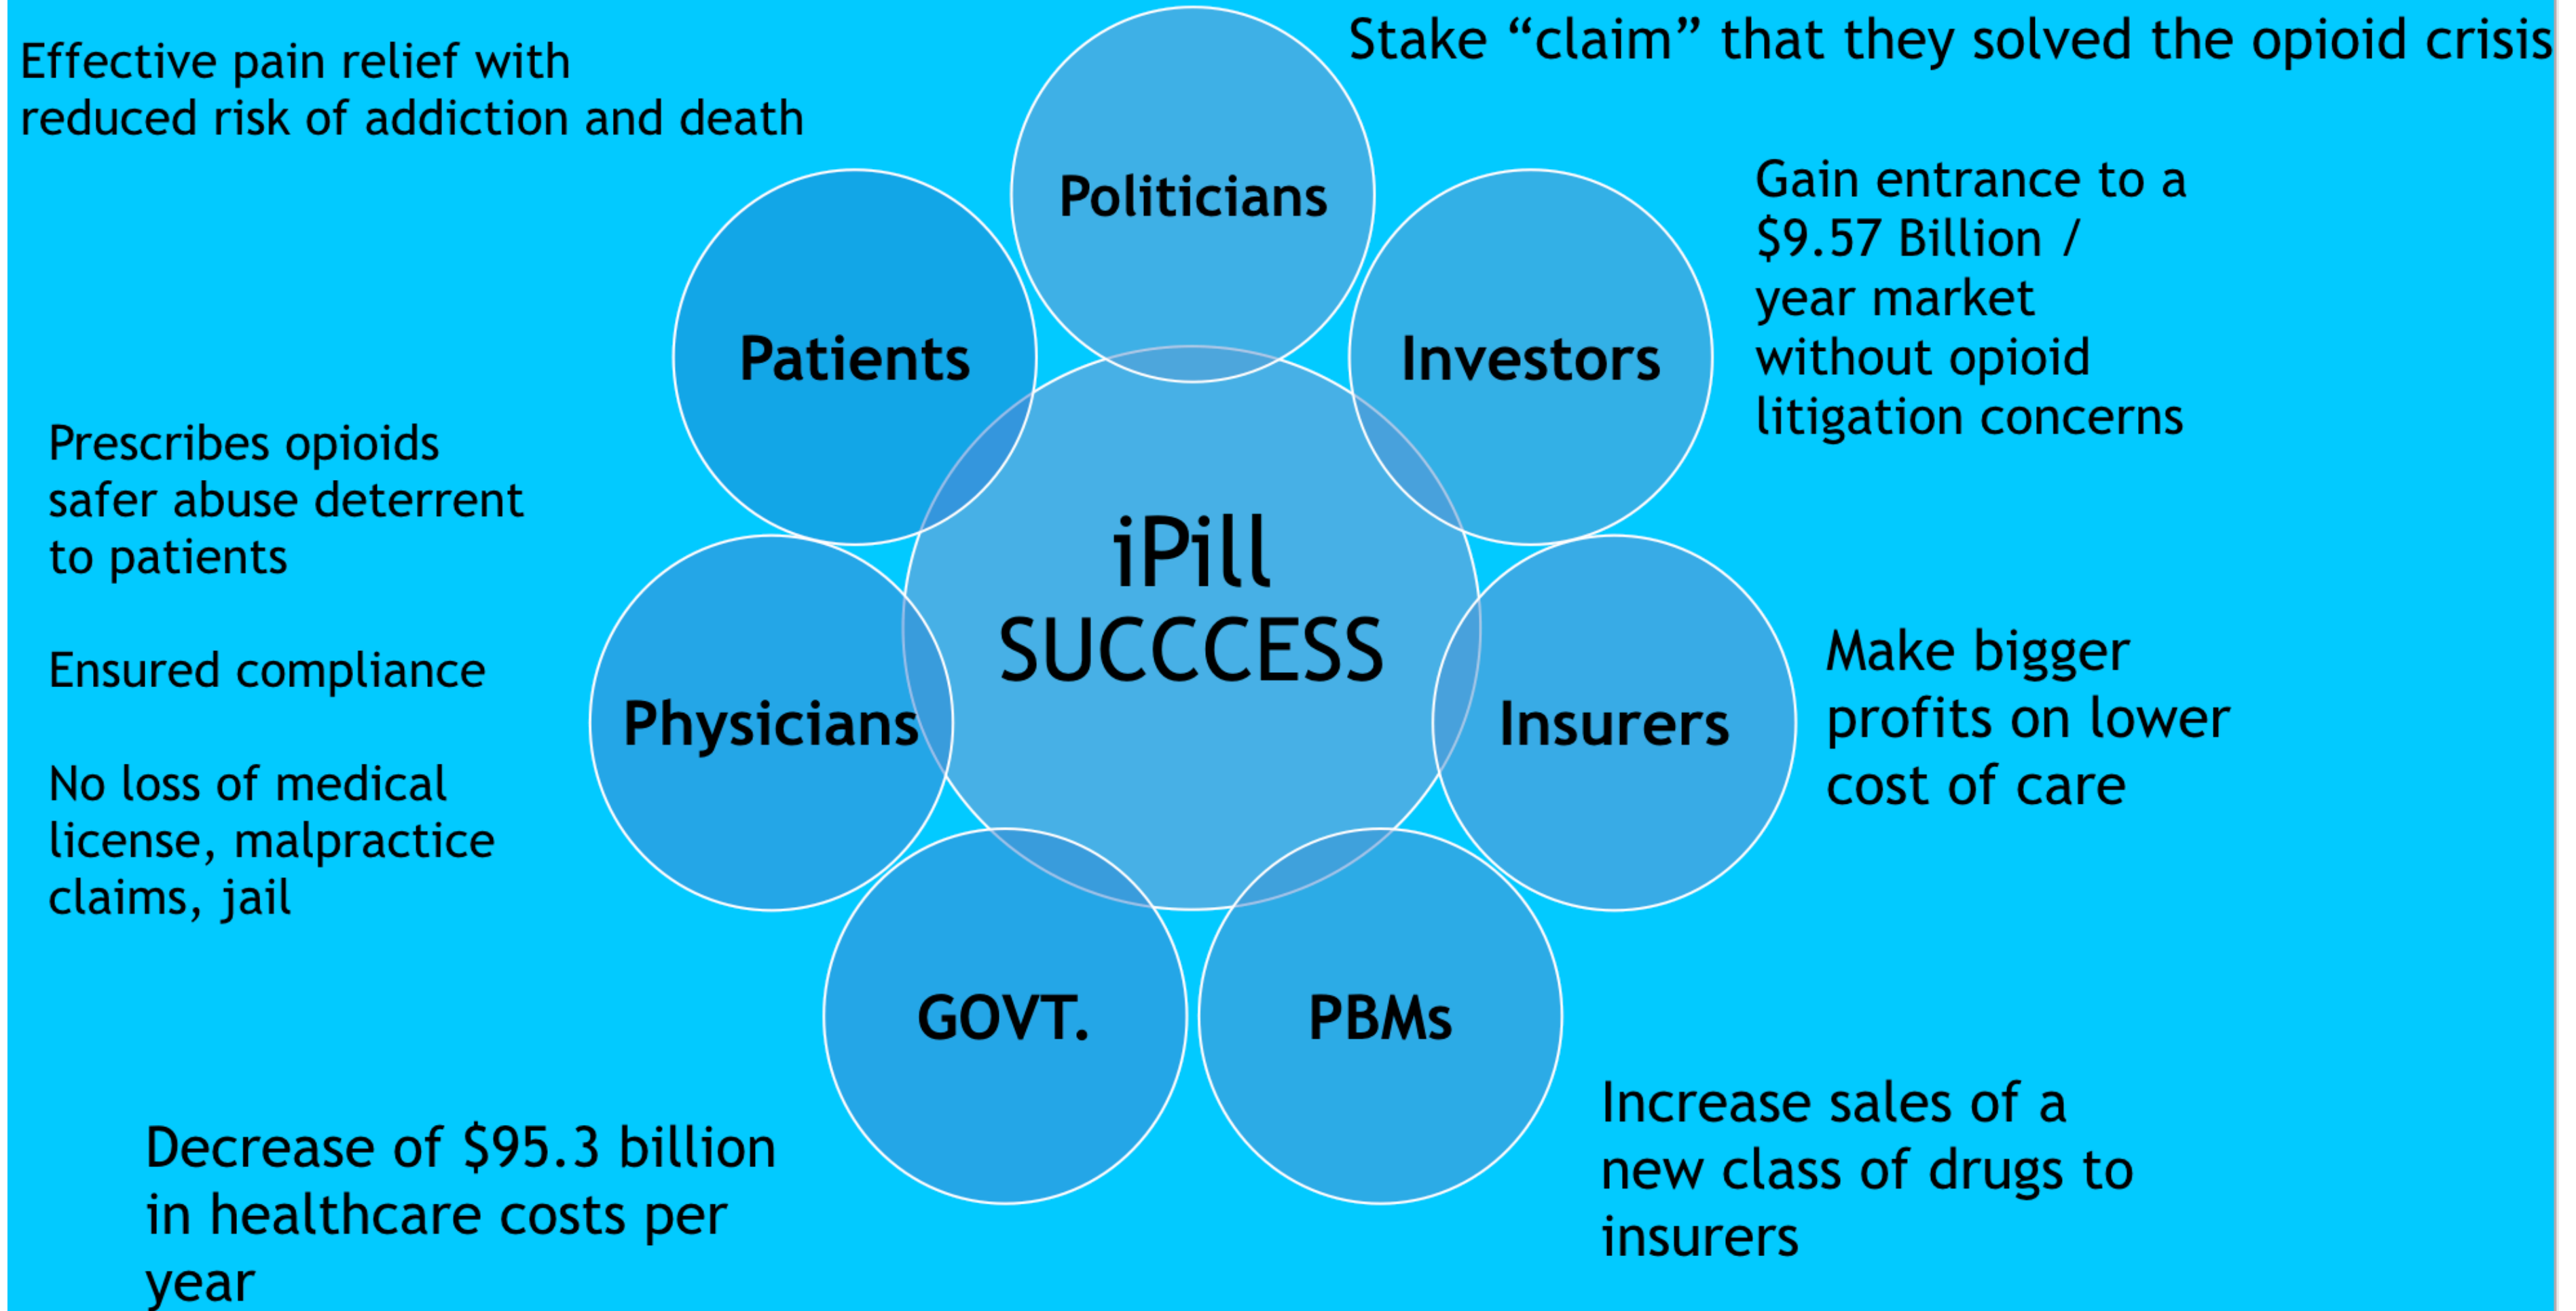 Stake “claim” that they solved the opioid crisis
Effective pain relief with
reduced risk of addiction and death
Politicians
Gain entrance to a
$9.57 Billion /
year market
without opioid
litigation concerns
Patients
Investors
Prescribes opioids
safer abuse deterrent
to patients
Ensured compliance
No loss of medical
license, malpractice
claims, jail
iPill
SUCCCESS
Physicians
Insurers
Make bigger
profits on lower
cost of care
GOVT.
PBMs
Decrease of $95.3 billion
in healthcare costs per
year
Increase sales of a
new class of drugs to
insurers